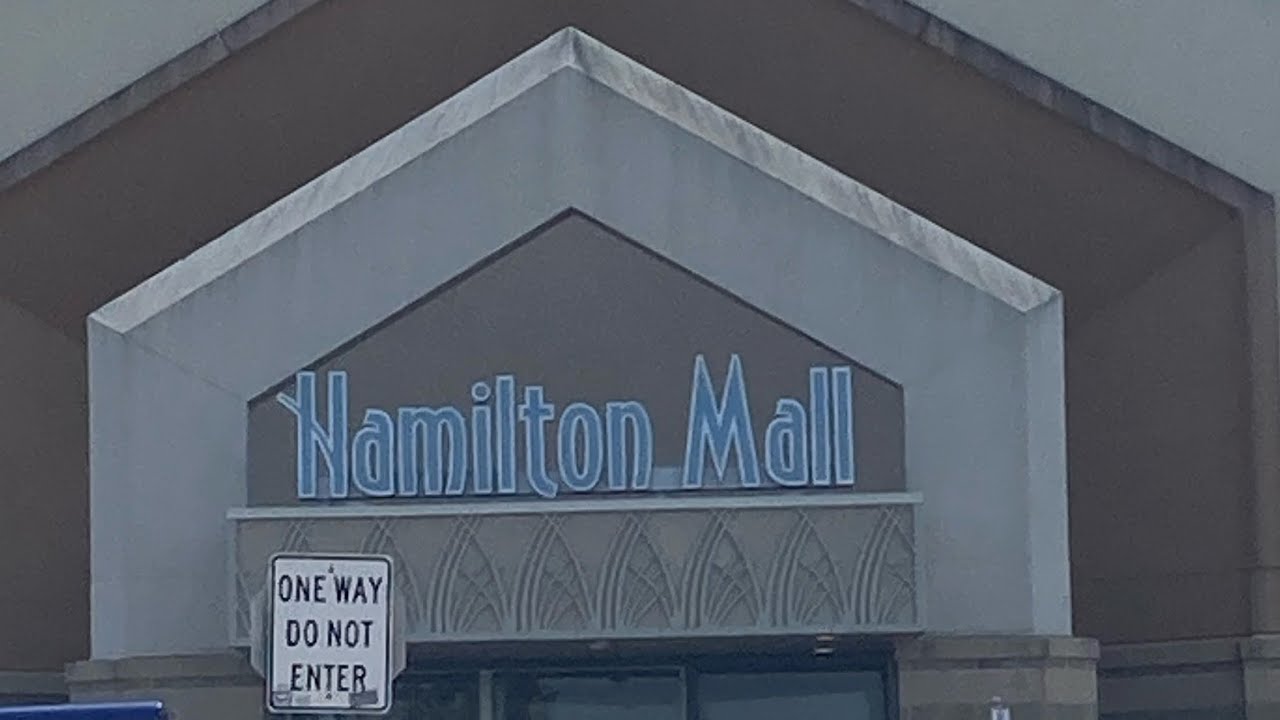 Hamilton Mall
ONE WAY
DO NOT
ENTER